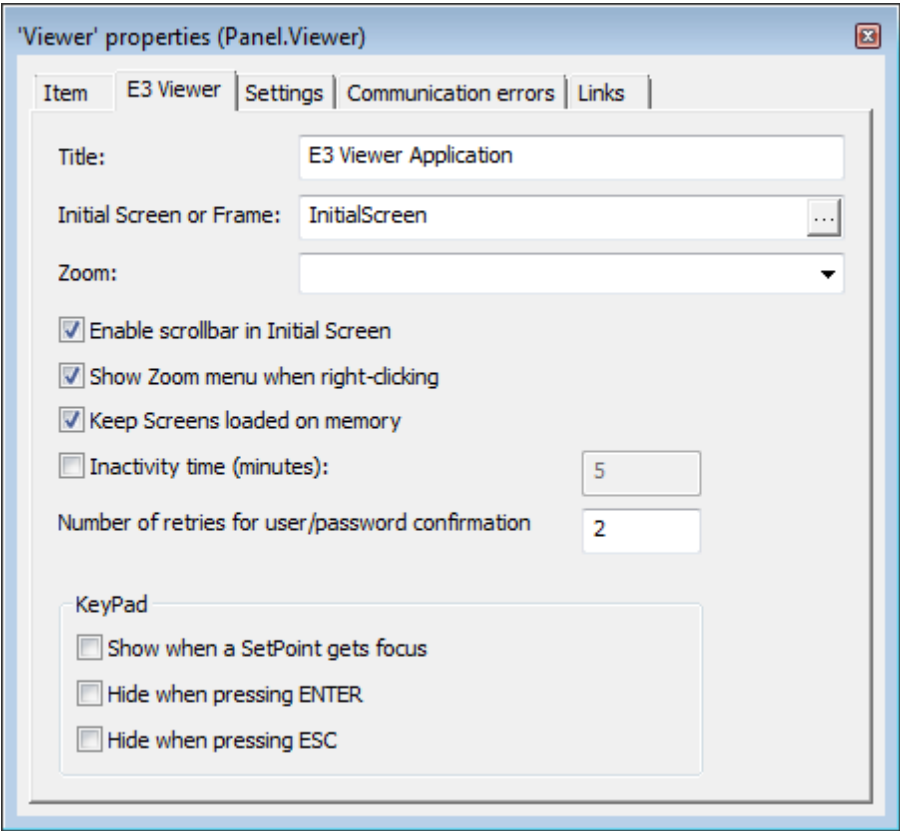 'Viewer' properties (Panel.Viewer)
Item E3 Viewer Settings Communication errors Links
Title: E3 Viewer Application
Initial Screen or Frame: InitialScreen ...
Zoom:
Enable scrollbar in Initial Screen
Show Zoom menu when right-clicking
Keep Screens loaded on memory
Inactivity time (minutes): 5
Number of retries for user/password confirmation 2
KeyPad
Show when a SetPoint gets focus
Hide when pressing ENTER
Hide when pressing ESC